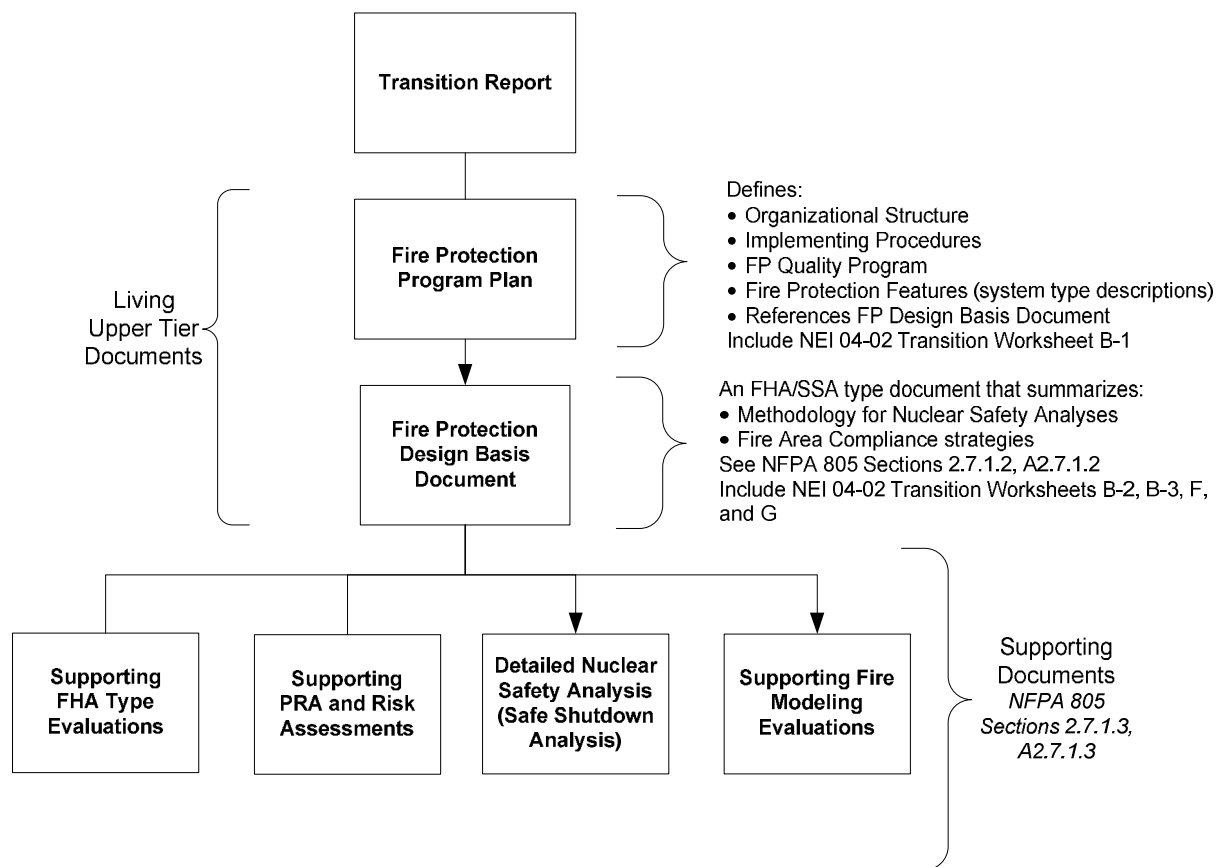 Transition Report
Fire Protection
Program Plan
Living
Upper Tier
Documents
Defines:
• Organizational Structure
• Implementing Procedures
• FP Quality Program
• Fire Protection Features (system type descriptions)
• References FP Design Basis Document
Include NEI 04-02 Transition Worksheet B-1
Fire Protection
Design Basis
Document
An FHA/SSA type document that summarizes:
• Methodology for Nuclear Safety Analyses
• Fire Area Compliance strategies
See NFPA 805 Sections 2.7.1.2, A2.7.1.2
Include NEI 04-02 Transition Worksheets B-2, B-3, F,
and G
Supporting
FHA Type
Evaluations
Supporting
PRA and Risk
Assessments
Detailed Nuclear
Safety Analysis
(Safe Shutdown
Analysis)
Supporting Fire
Modeling
Evaluations
Supporting
Documents
NFPA 805
Sections 2.7.1.3,
A2.7.1.3